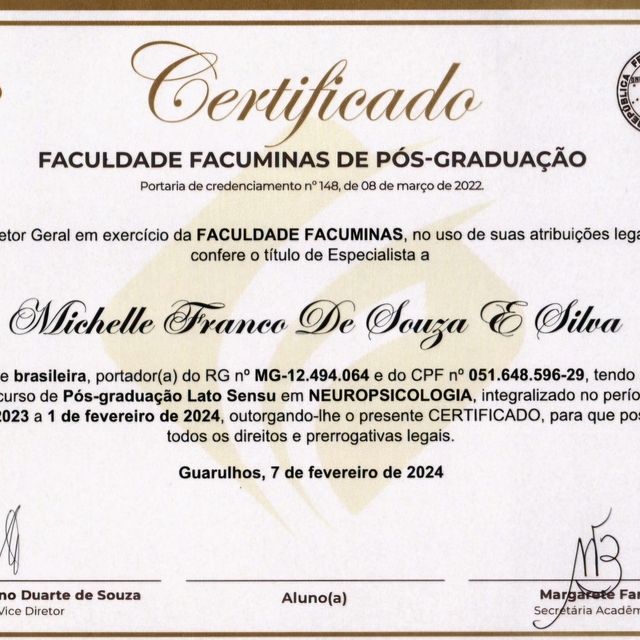 Certificado
FACULDADE FACUMINAS DE PÓS-GRADUAÇÃO
Portaria de credenciamento nº 148, de 08 de março de 2022.
etor Geral em exercício da FACULDADE FACUMINAS, no uso de suas atribuições lega
confere o título de Especialista a
Michelle Franco De Souza E Silva
e brasileira, portador(a) do RG nº MG-12.494.064 e do CPF nº 051.648.596-29, tendo
curso de Pós-graduação Lato Sensu em NEUROPSICOLOGIA, integralizado no perío
2023 a 1 de fevereiro de 2024, outorgando-lhe o presente CERTIFICADO, para que pos
todos os direitos e prerrogativas legais.
Guarulhos, 7 de fevereiro de 2024
no Duarte de Souza
Vice Diretor
Aluno(a)
Margarete Far
Secretária Acadêm